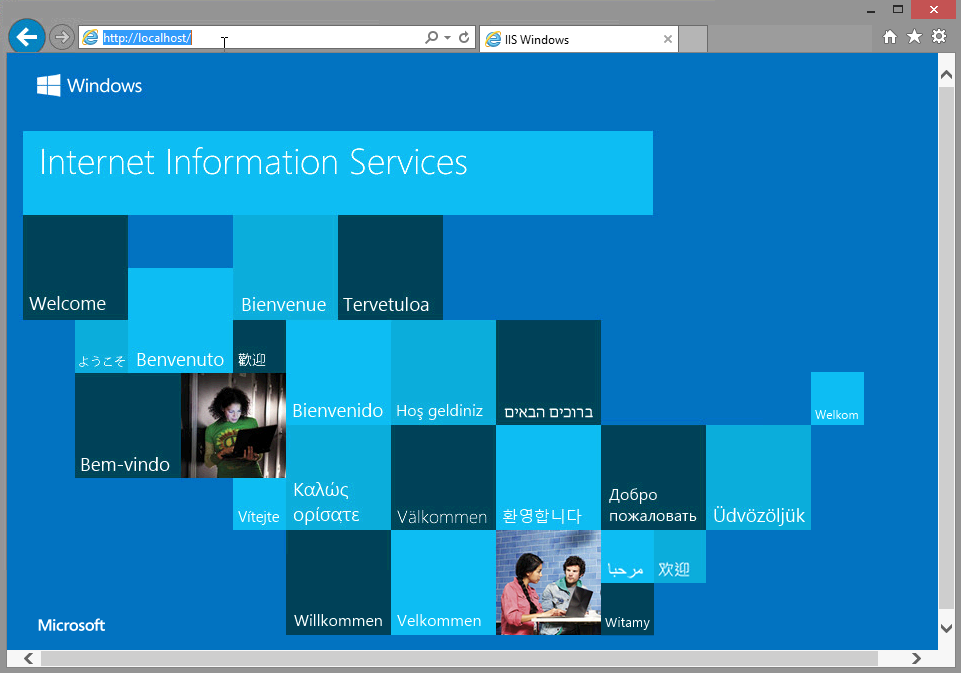 http://localhost/
IIS Windows
Windows
Internet Information Services
Welcome
Bienvenue
Tervetuloa
ようこそ
Benvenuto
歡迎
Bienvenido
Hoş geldiniz
ברוכים הבאים
Welkom
Bem-vindo
Vítejte
Καλώς
ορίσατε
Välkommen
환영합니다
Добро
пожаловать
Üdvözöljük
Willkommen
Velkommen
مرحبا
欢迎
Witamy
Microsoft